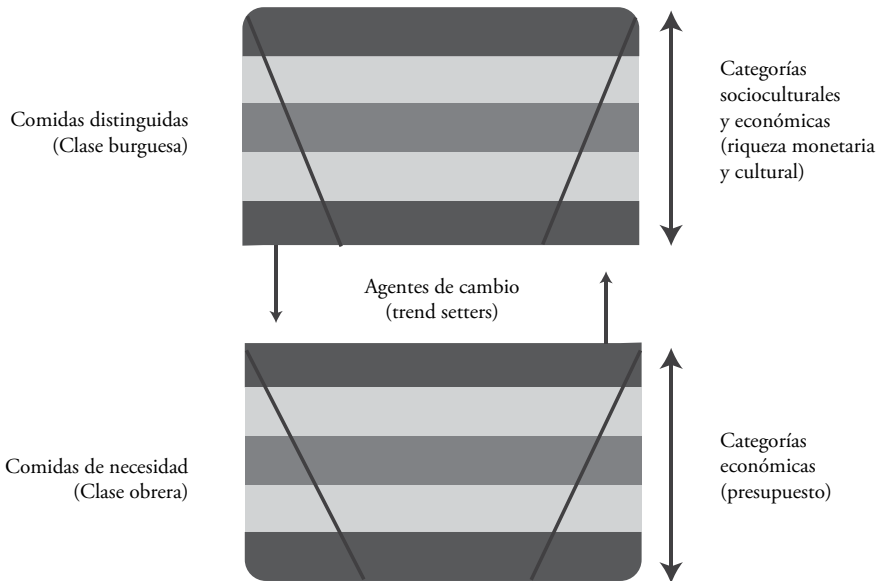 Comidas distinguidas
(Clase burguesa)
Categorías
socioculturales
y económicas
(riqueza monetaria
y cultural)
Agentes de cambio
(trend setters)
Comidas de necesidad
(Clase obrera)
Categorías
económicas
(presupuesto)